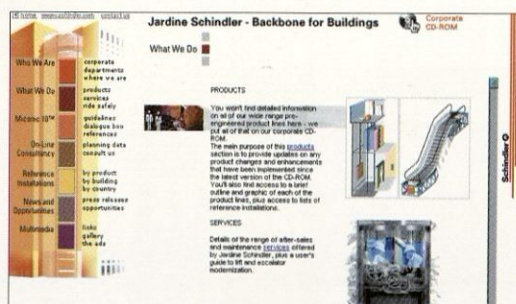 home www.schindler.com contact us
Jardine Schindler - Backbone for Buildings
Corporate
CD-ROM
What We Do
Who We Are
corporate
departments
where we are
What We Do
products
services
ride safely
Miconic 10™
guidelines
dialogue box
references
On-Line
Consultancy
planning data
consult us
Reference
Installations
by product
by building
by country
News and
Opportunities
press releases
opportunities
Multimedia
links
gallery
the ads
PRODUCTS
You won't find detailed information
on all of our wide range pre-
engineered product lines here - we
put all of that on our corporate CD-
ROM.
The main purpose of this products
section is to provide updates on any
product changes and enhancements
that have been implemented since
the latest version of the CD-ROM.
You'll also find access to a brief
outline and graphic of each of the
product lines, plus access to lists of
reference installations.
SERVICES
Details of the range of after-sales
and maintenance services offered
by Jardine Schindler, plus a user's
guide to lift and escalator
modernization.
Schindler